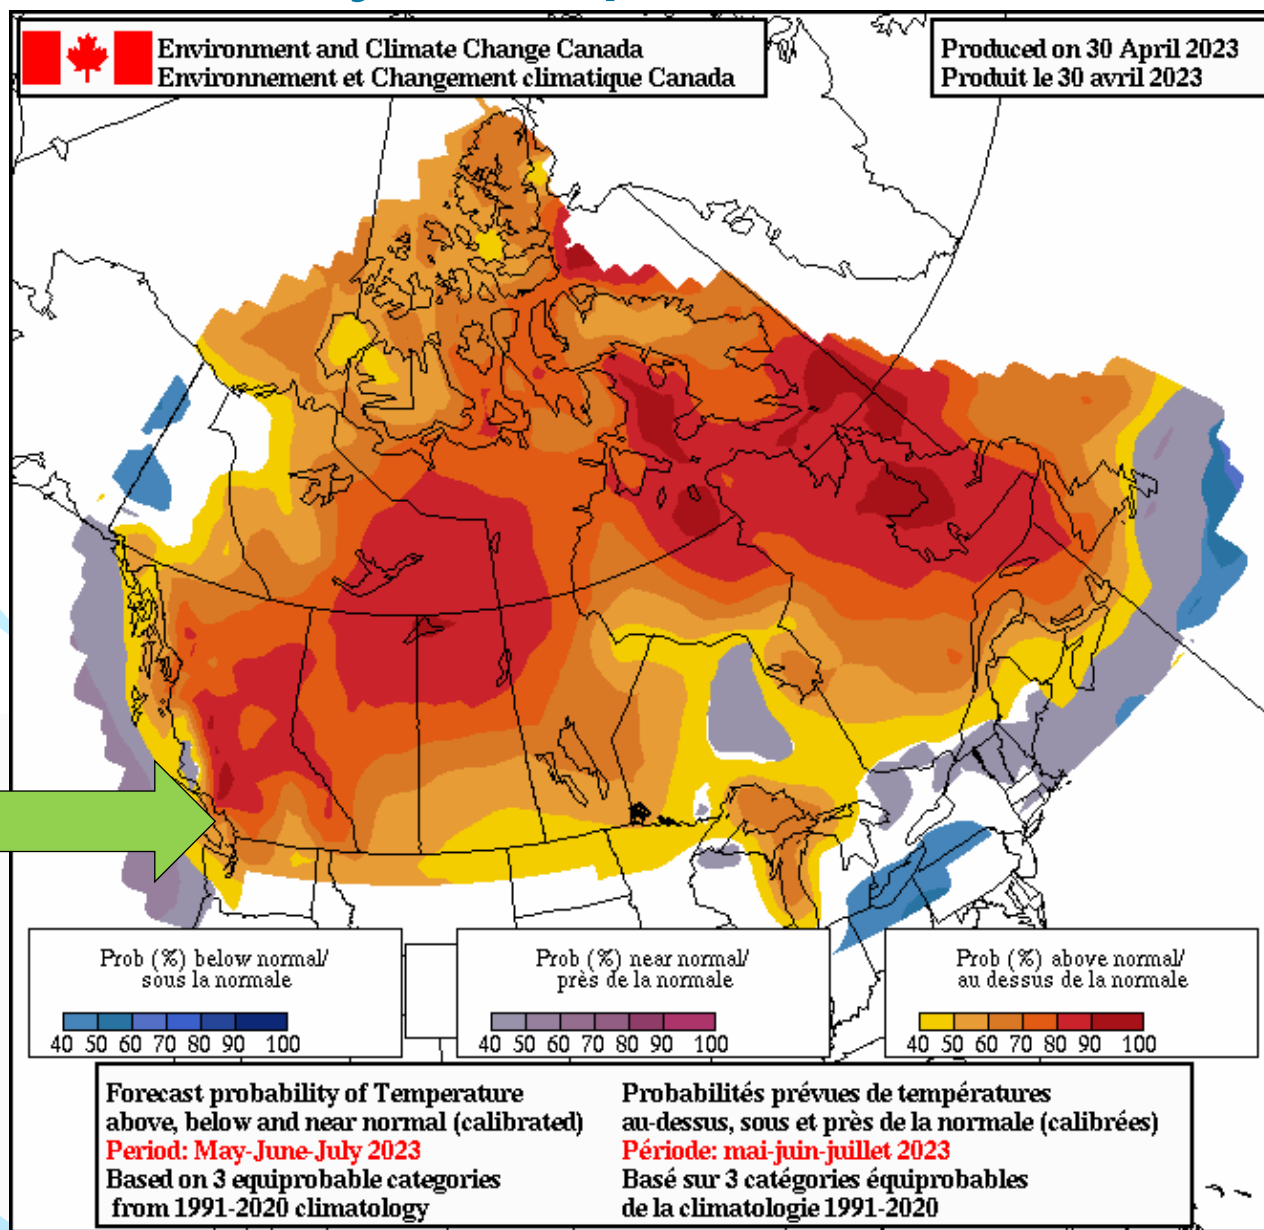 Environment and Climate Change Canada
Environnement et Changement climatique Canada
Produced on 30 April 2023
Produit le 30 avril 2023
Prob (%) below normal/
sous la normale
40 50 60 70 80 90 100
Prob (%) near normal/
près de la normale
40 50 60 70 80 90 100
Prob (%) above normal/
au dessus de la normale
40 50 60 70 80 90 100
Forecast probability of Temperature
above, below and near normal (calibrated)
Period: May-June-July 2023
Based on 3 equiprobable categories
from 1991-2020 climatology
Probabilités prévues de températures
au-dessus, sous et près de la normale (calibrées)
Période: mai-juin-juillet 2023
Basé sur 3 catégories équiprobables
de la climatologie 1991-2020